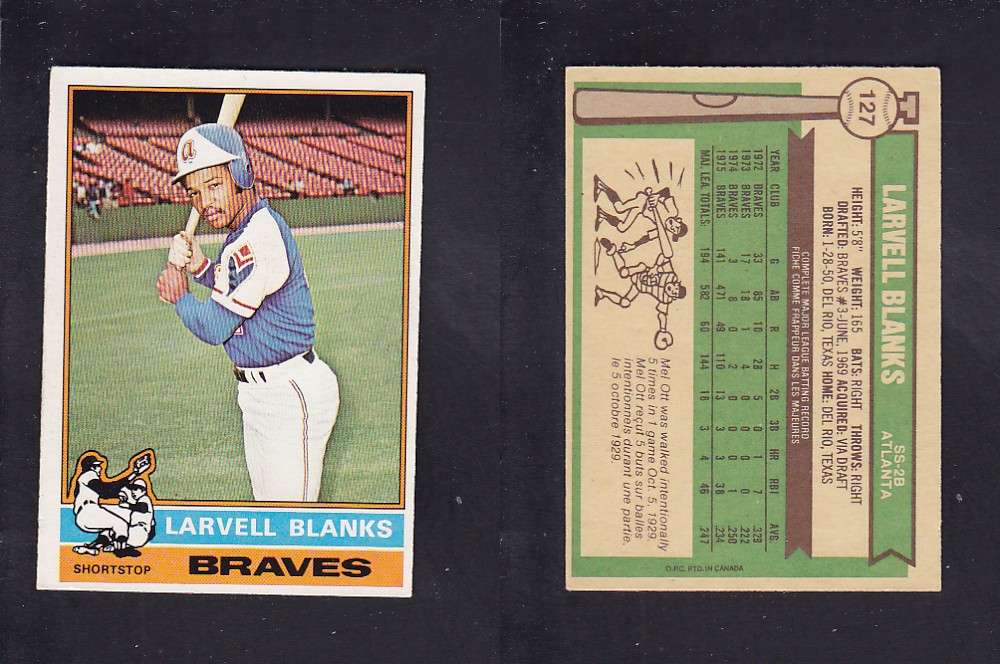 a
LARVELL BLANKS
SHORTSTOP
BRAVES
127
LARVELL BLANKS
SS-2B
ATLANTA
HEIGHT: 5'8" WEIGHT: 165 BATS: RIGHT THROWS: RIGHT
DRAFTED: BRAVES #3-JUNE, 1969 ACQUIRED: VIA DRAFT
BORN: 1-28-50, DEL RIO, TEXAS HOME: DEL RIO, TEXAS
COMPLETE MAJOR LEAGUE BATTING RECORD
FICHE COMME FRAPPEUR DANS LES MAJEURES
YEAR CLUB G AB R H 2B 3B HR RBI AVG.
1972 BRAVES 33 85 10 28 5 0 1 7 .329
1973 BRAVES 17 18 1 4 0 0 0 0 .222
1974 BRAVES 3 8 0 2 0 0 0 1 .250
1975 BRAVES 141 471 49 110 13 3 3 38 .234
MAJ. LEA. TOTALS: 194 582 60 144 18 3 4 46 .247
Mel Ott was walked intentionally
5 times in 1 game Oct. 5, 1929.
Mel Ott reçut 5 buts sur balles
intentionnels durant une partie,
le 5 octobre 1929.
O.P.C. PTD. IN CANADA